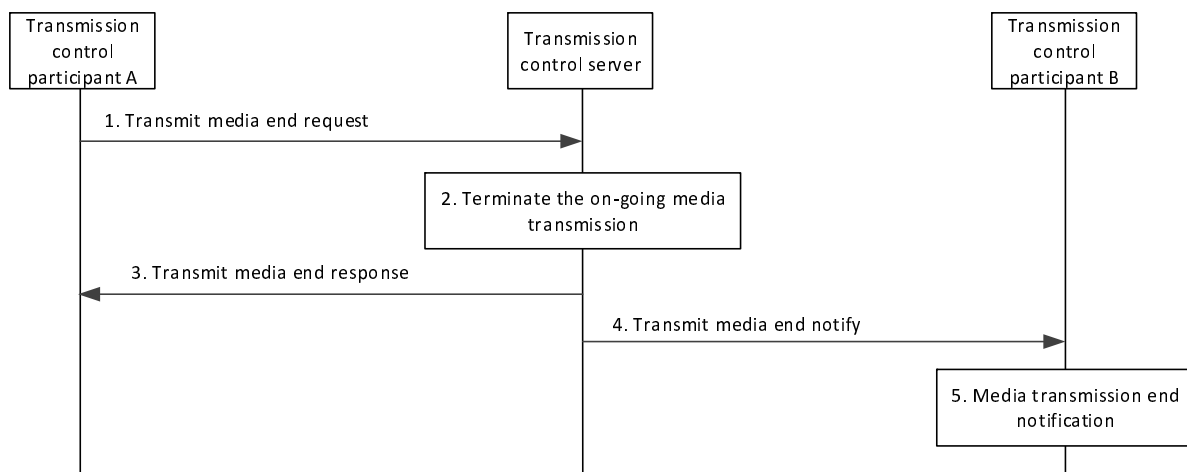 Transmission
control
participant A
Transmission
control server
Transmission
control
participant B
1. Transmit media end request
2. Terminate the on-going media
transmission
3. Transmit media end response
4. Transmit media end notify
5. Media transmission end
notification